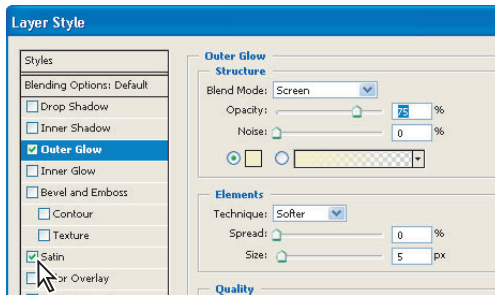 Layer Style
Styles
Blending Options: Default
Drop Shadow
Inner Shadow
Outer Glow
Inner Glow
Bevel and Emboss
Contour
Texture
Satin
Overlay
Outer Glow
Structure
Blend Mode: Screen
Opacity: 75 %
Noise: 0 %
Elements
Technique: Softer
Spread: 0 %
Size: 5 px
Quality